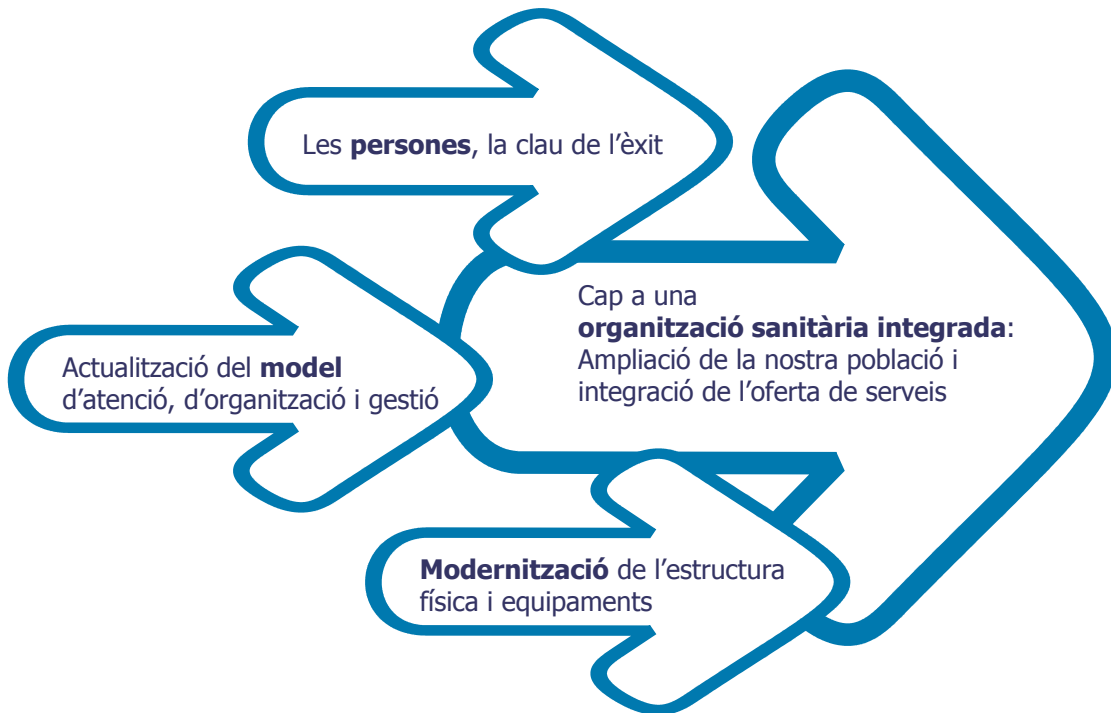 Les persones, la clau de l’èxit
Cap a una
organització sanitària integrada:
Ampliació de la nostra població i
integració de l’oferta de serveis
Actualització del model
d’atenció, d’organització i gestió
Modernització de l’estructura
física i equipaments